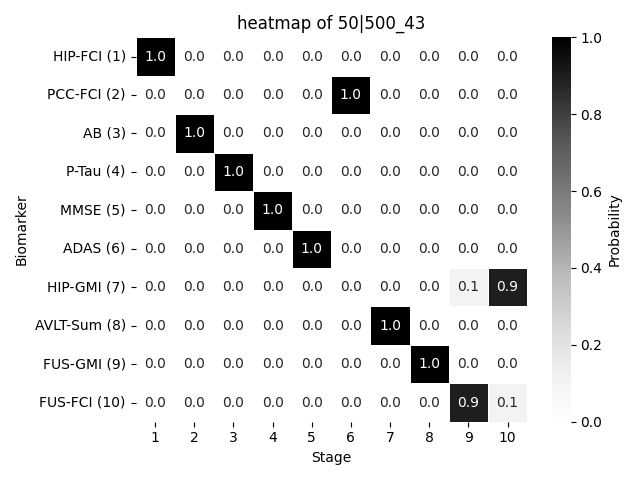 heatmap of 50|500_43
Biomarker
HIP-FCI (1) 1.0 0.0 0.0 0.0 0.0 0.0 0.0 0.0 0.0 0.0
PCC-FCI (2) 0.0 0.0 0.0 0.0 0.0 1.0 0.0 0.0 0.0 0.0
AB (3) 0.0 1.0 0.0 0.0 0.0 0.0 0.0 0.0 0.0 0.0
P-Tau (4) 0.0 0.0 1.0 0.0 0.0 0.0 0.0 0.0 0.0 0.0
MMSE (5) 0.0 0.0 0.0 1.0 0.0 0.0 0.0 0.0 0.0 0.0
ADAS (6) 0.0 0.0 0.0 0.0 1.0 0.0 0.0 0.0 0.0 0.0
HIP-GMI (7) 0.0 0.0 0.0 0.0 0.0 0.0 0.0 0.0 0.1 0.9
AVLT-Sum (8) 0.0 0.0 0.0 0.0 0.0 0.0 1.0 0.0 0.0 0.0
FUS-GMI (9) 0.0 0.0 0.0 0.0 0.0 0.0 0.0 1.0 0.0 0.0
FUS-FCI (10) 0.0 0.0 0.0 0.0 0.0 0.0 0.0 0.0 0.9 0.1
1 2 3 4 5 6 7 8 9 10
Stage
1.0
0.8
0.6
0.4
0.2
0.0
Probability